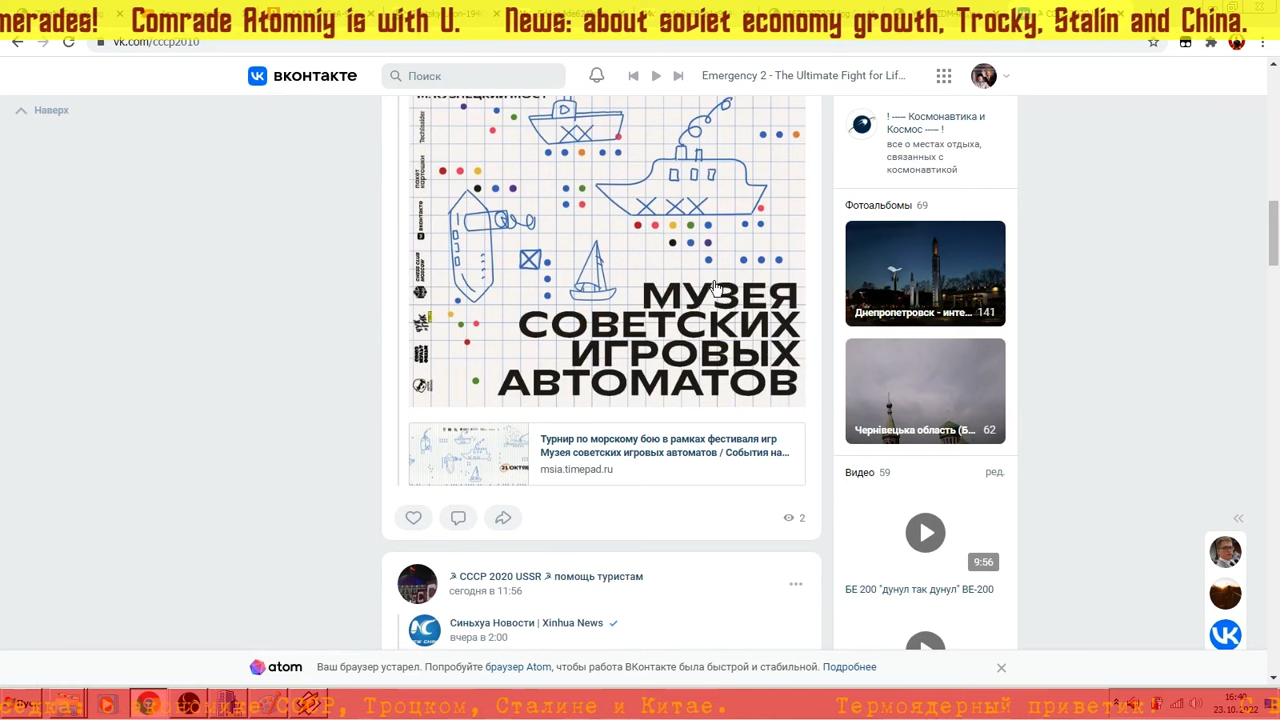 merades! Comrade Atomniy is with U. News: about soviet economy growth, Trocky, Stalin and China.
vk.com/cccp2010
ВКОНТАКТЕ
Поиск
Emergency 2 - The Ultimate Fight for Lif...
Наверх
М. КУЗНЕЦКИЙ МОСТ
МУЗЕЯ
СОВЕТСКИХ
ИГРОВЫХ
АВТОМАТОВ
Турнир по морскому бою в рамках фестиваля игр
Музея советских игровых автоматов / События на...
msia.timepad.ru
2
СССР 2020 USSR помощь туристам
сегодня в 11:56
Синьхуа Новости | Xinhua News
вчера в 2:00
! -— Космонавтика и
Космос -— !
все о местах отдыха,
связанных с
космонавтикой
Фотоальбомы 69
Днепропетровск - инте... 141
Чернівецька область (Б... 62
Видео 59 ред.
9:56
БЕ 200 "дунул так дунул" BE-200
atom Ваш браузер устарел. Попробуйте браузер Atom, чтобы работа ВКонтакте была быстрой и стабильной. Подробнее
экономике СССР, Троцком, Сталине и Китае. Термоядерный приветик
16:40
23.10.2022